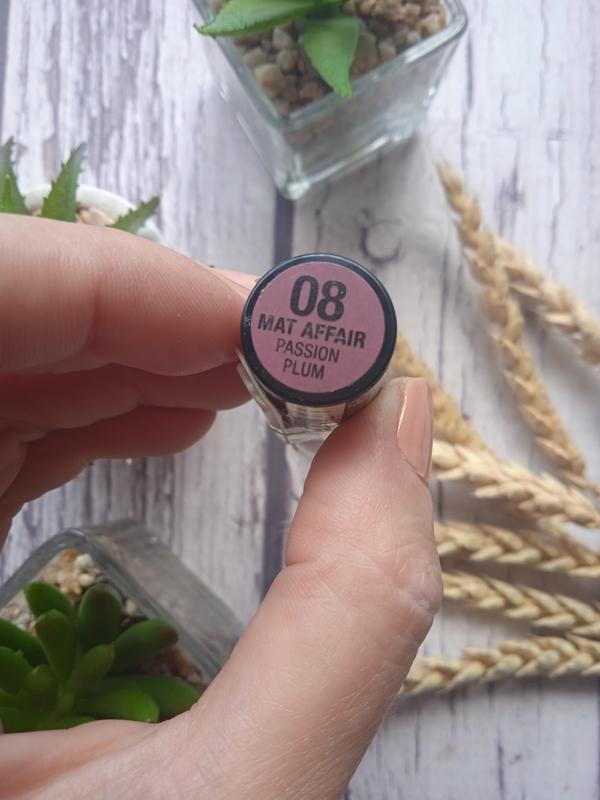 08
MAT AFFAIR
PASSION
PLUM